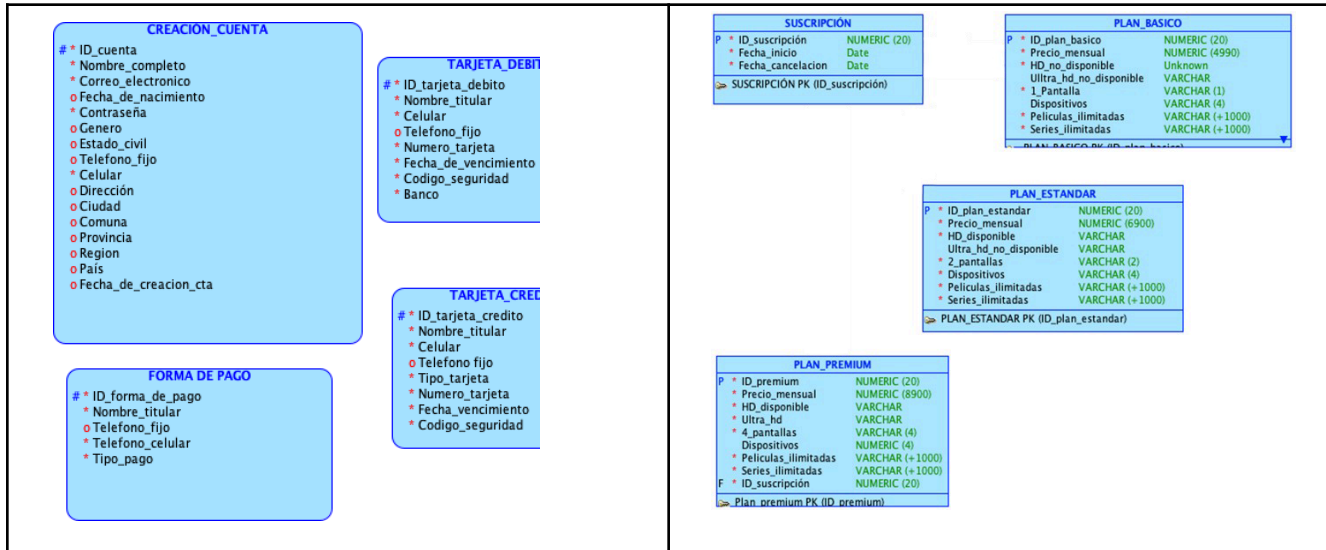 CREACIÓN_CUENTA
# * ID_cuenta
* Nombre_completo
* Correo_electronico
o Fecha_de_nacimiento
* Contraseña
o Genero
o Estado_civil
o Telefono_fijo
* Celular
o Dirección
o Ciudad
o Comuna
o Provincia
o Region
o País
o Fecha_de_creacion_cta
TARJETA_DEBIT
# * ID_tarjeta_debito
* Nombre_titular
* Celular
o Telefono_fijo
* Numero_tarjeta
* Fecha_de_vencimiento
* Codigo_seguridad
* Banco
FORMA DE PAGO
# * ID_forma_de_pago
* Nombre_titular
o Telefono_fijo
* Telefono_celular
* Tipo_pago
TARJETA_CRED
# * ID_tarjeta_credito
* Nombre_titular
* Celular
o Telefono fijo
* Tipo_tarjeta
* Numero_tarjeta
* Fecha_vencimiento
* Codigo_seguridad
SUSCRIPCIÓN
P * ID_suscripción NUMERIC (20)
* Fecha_inicio Date
* Fecha_cancelacion Date
SUSCRIPCIÓN PK (ID_suscripción)
PLAN_BASICO
P * ID_plan_basico NUMERIC (20)
* Precio_mensual NUMERIC (4990)
* HD_no_disponible Unknown
Ulltra_hd_no_disponible VARCHAR
* 1_Pantalla VARCHAR (1)
Dispositivos VARCHAR (4)
* Peliculas_ilimitadas VARCHAR (+1000)
* Series_ilimitadas VARCHAR (+1000)
PLAN_BASICO PK (ID_plan_basico)
PLAN_ESTANDAR
P * ID_plan_estandar NUMERIC (20)
* Precio_mensual NUMERIC (6900)
* HD_disponible VARCHAR
Ultra_hd_no_disponible VARCHAR
* 2_pantallas VARCHAR (2)
* Dispositivos VARCHAR (4)
* Peliculas_ilimitadas VARCHAR (+1000)
* Series_ilimitadas VARCHAR (+1000)
PLAN_ESTANDAR PK (ID_plan_estandar)
PLAN_PREMIUM
P * ID_premium NUMERIC (20)
* Precio_mensual NUMERIC (8900)
* HD_disponible VARCHAR
* Ultra_hd VARCHAR
* 4_pantallas VARCHAR (4)
Dispositivos NUMERIC (4)
* Peliculas_ilimitadas VARCHAR (+1000)
* Series_ilimitadas VARCHAR (+1000)
F * ID_suscripción NUMERIC (20)
Plan_premium PK (ID_premium)